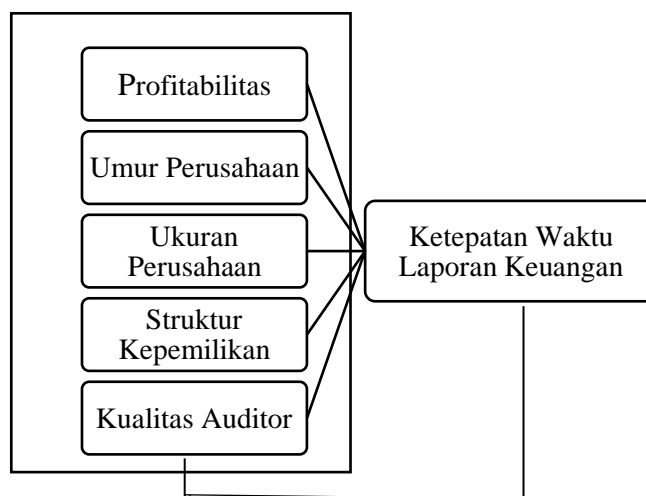 Profitabilitas
Umur Perusahaan
Ukuran
Perusahaan
Struktur
Kepemilikan
Kualitas Auditor
Ketepatan Waktu
Laporan Keuangan